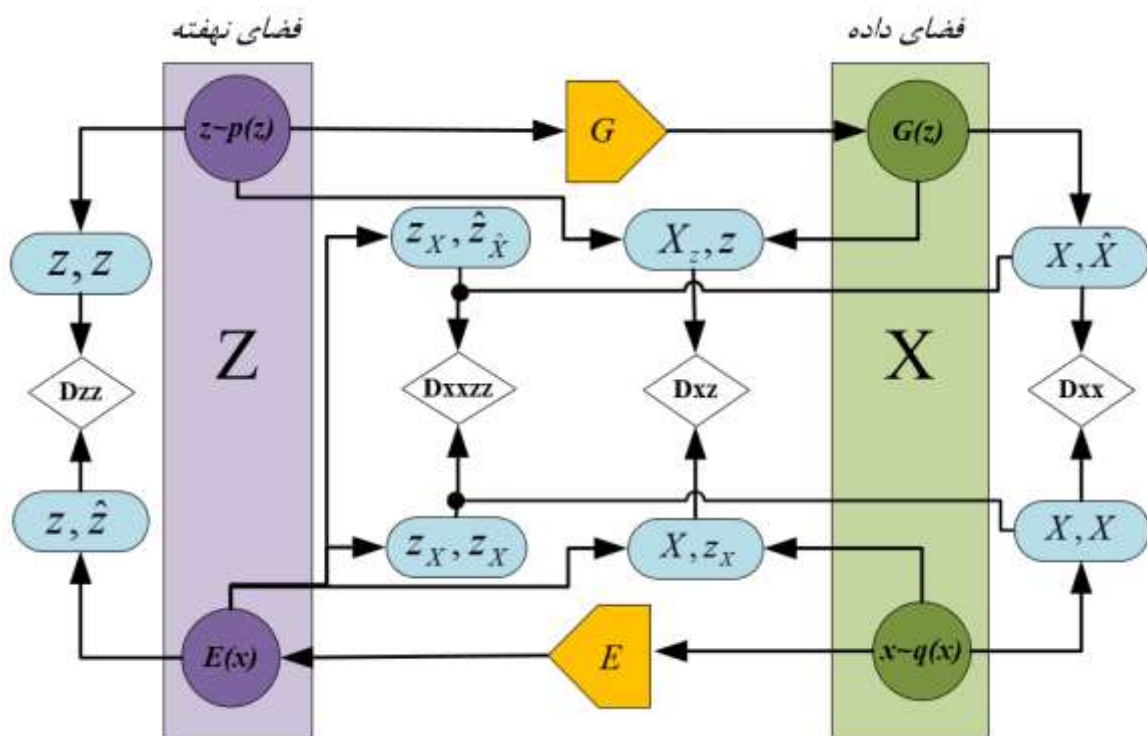 فضای نهفته
فضای داده
z~p(z)
G
G(z)
z, z
z_X, ẑ_X̂
X_z, z
X, X̂
Z
X
Dzz
Dxxzz
Dxz
Dxx
z, ẑ
z_X, z_X
X, z_X
X, X
E(x)
E
x~q(x)